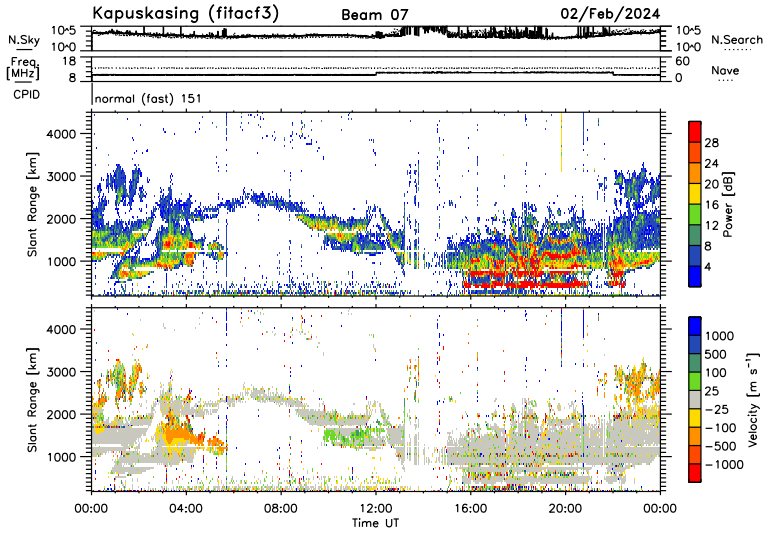 Kapuskasing (fitacf3) Beam 07 02/Feb/2024
N.Sky 10^5 10^0 10^5 10^0 N.Search
Freq. [MHz] 18 8 60 0 Nave
CPID normal (fast) 151
Slant Range [km] 4000 3000 2000 1000
Power [dB] 28 24 20 16 12 8 4
Slant Range [km] 4000 3000 2000 1000
Velocity [m s⁻¹] 1000 500 100 25 −25 −100 −500 −1000
00:00 04:00 08:00 12:00 16:00 20:00 00:00
Time UT